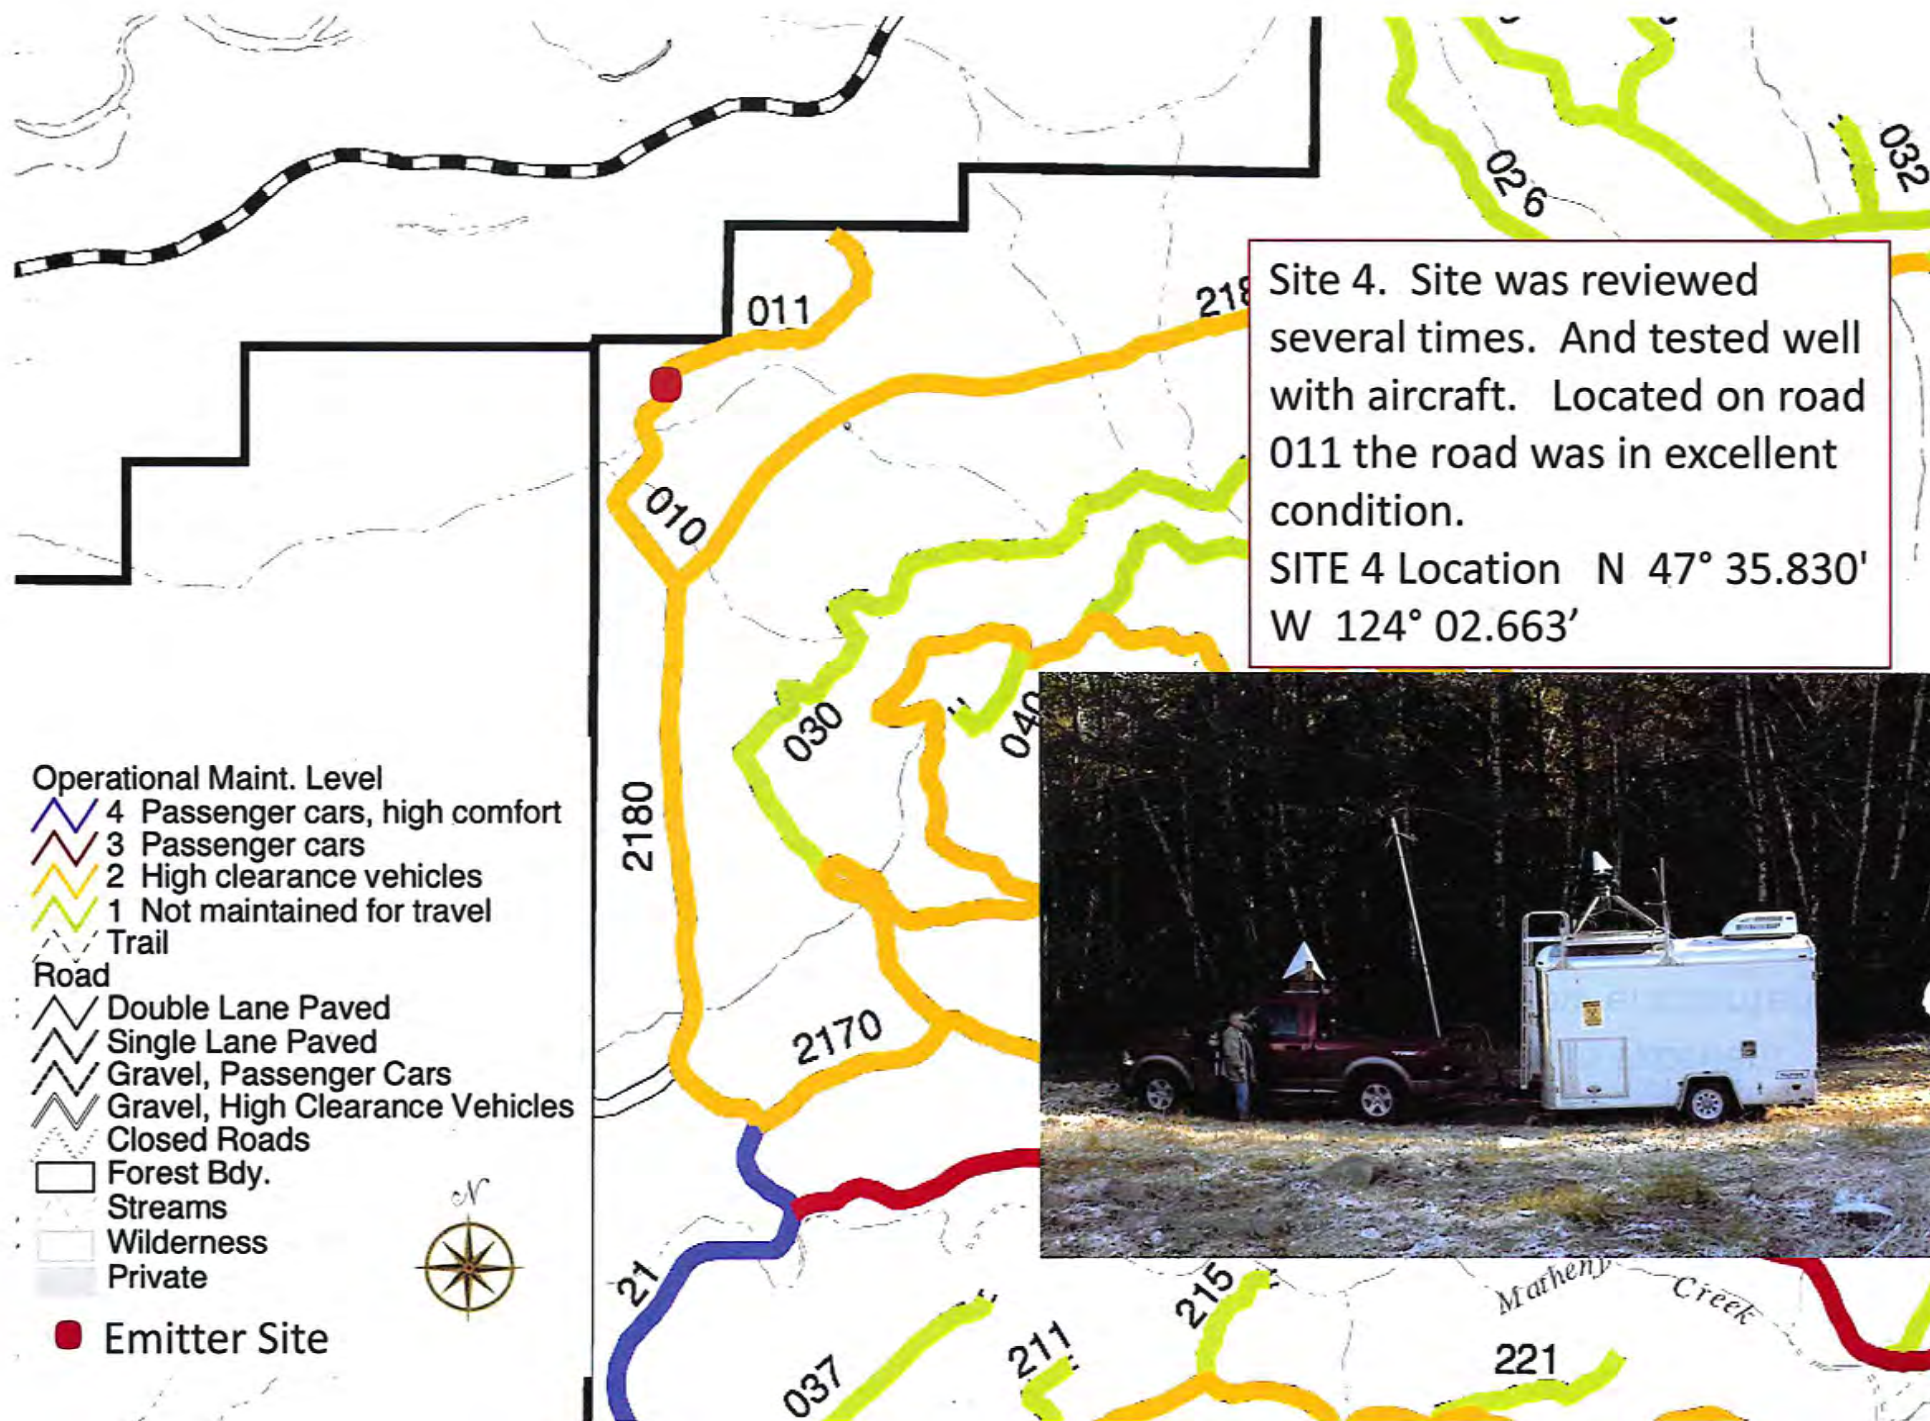 026
032
011
218
Site 4.  Site was reviewed
several times.  And tested well
with aircraft.   Located on road
011 the road was in excellent
condition.
SITE 4 Location   N  47° 35.830'
W  124° 02.663’
010
030
040
2180
2170
Operational Maint. Level
4  Passenger cars, high comfort
3  Passenger cars
2  High clearance vehicles
1  Not maintained for travel
Trail
Road
Double Lane Paved
Single Lane Paved
Gravel, Passenger Cars
Gravel, High Clearance Vehicles
Closed Roads
Forest Bdy.
Streams
Wilderness
Private
Emitter Site
N
21
037
211
215
221
Matheny Creek